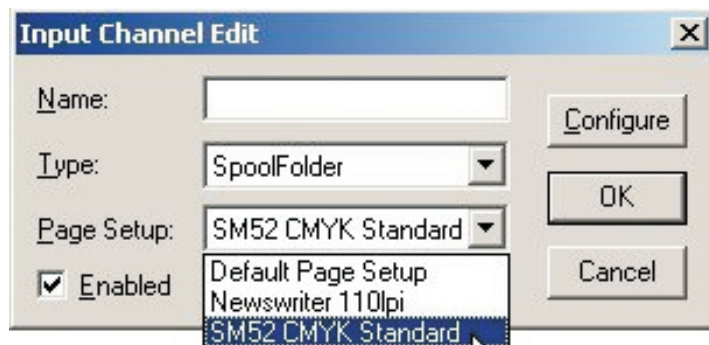 Input Channel Edit
Name:
Configure
Type:
SpoolFolder
OK
Page Setup:
SM52 CMYK Standard
Enabled
Default Page Setup
Newswriter 110lpi
SM52 CMYK Standard
Cancel